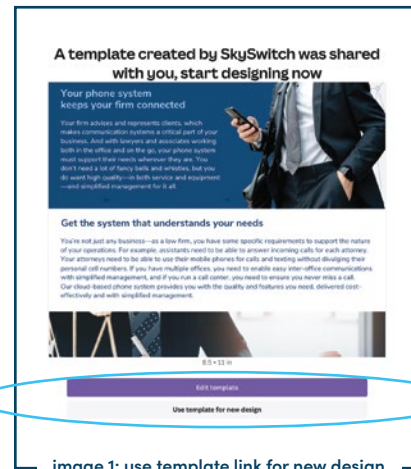 A template created by SkySwitch was shared
with you, start designing now
Your phone system
keeps your firm connected
Your firm advises and represents clients, which
makes communication systems a critical part of your
business. And with lawyers and associates working
both in the office and on the go, your phone system
must support their needs wherever they are. You
don't need a lot of fancy bells and whistles, but you
do want high quality—in both service and equipment
—and simplified management for it all.
Get the system that understands your needs
You're not just any business—as a law firm, you have some specific requirements to support the nature
of your operations. For example, assistants need to be able to answer incoming calls for each attorney.
Your attorneys need to be able to use their mobile phones for calls and texting without divulging their
personal cell numbers. If you have multiple offices, you need to enable easy inter-office communications
with simplified management, and if you run a call center, you need to ensure you never miss a call.
Our cloud-based phone system provides you with the quality and features you need, delivered cost-
effectively and with simplified management.
8.5 × 11 in
Edit template
Use template for new design
image 1: use template link for new design